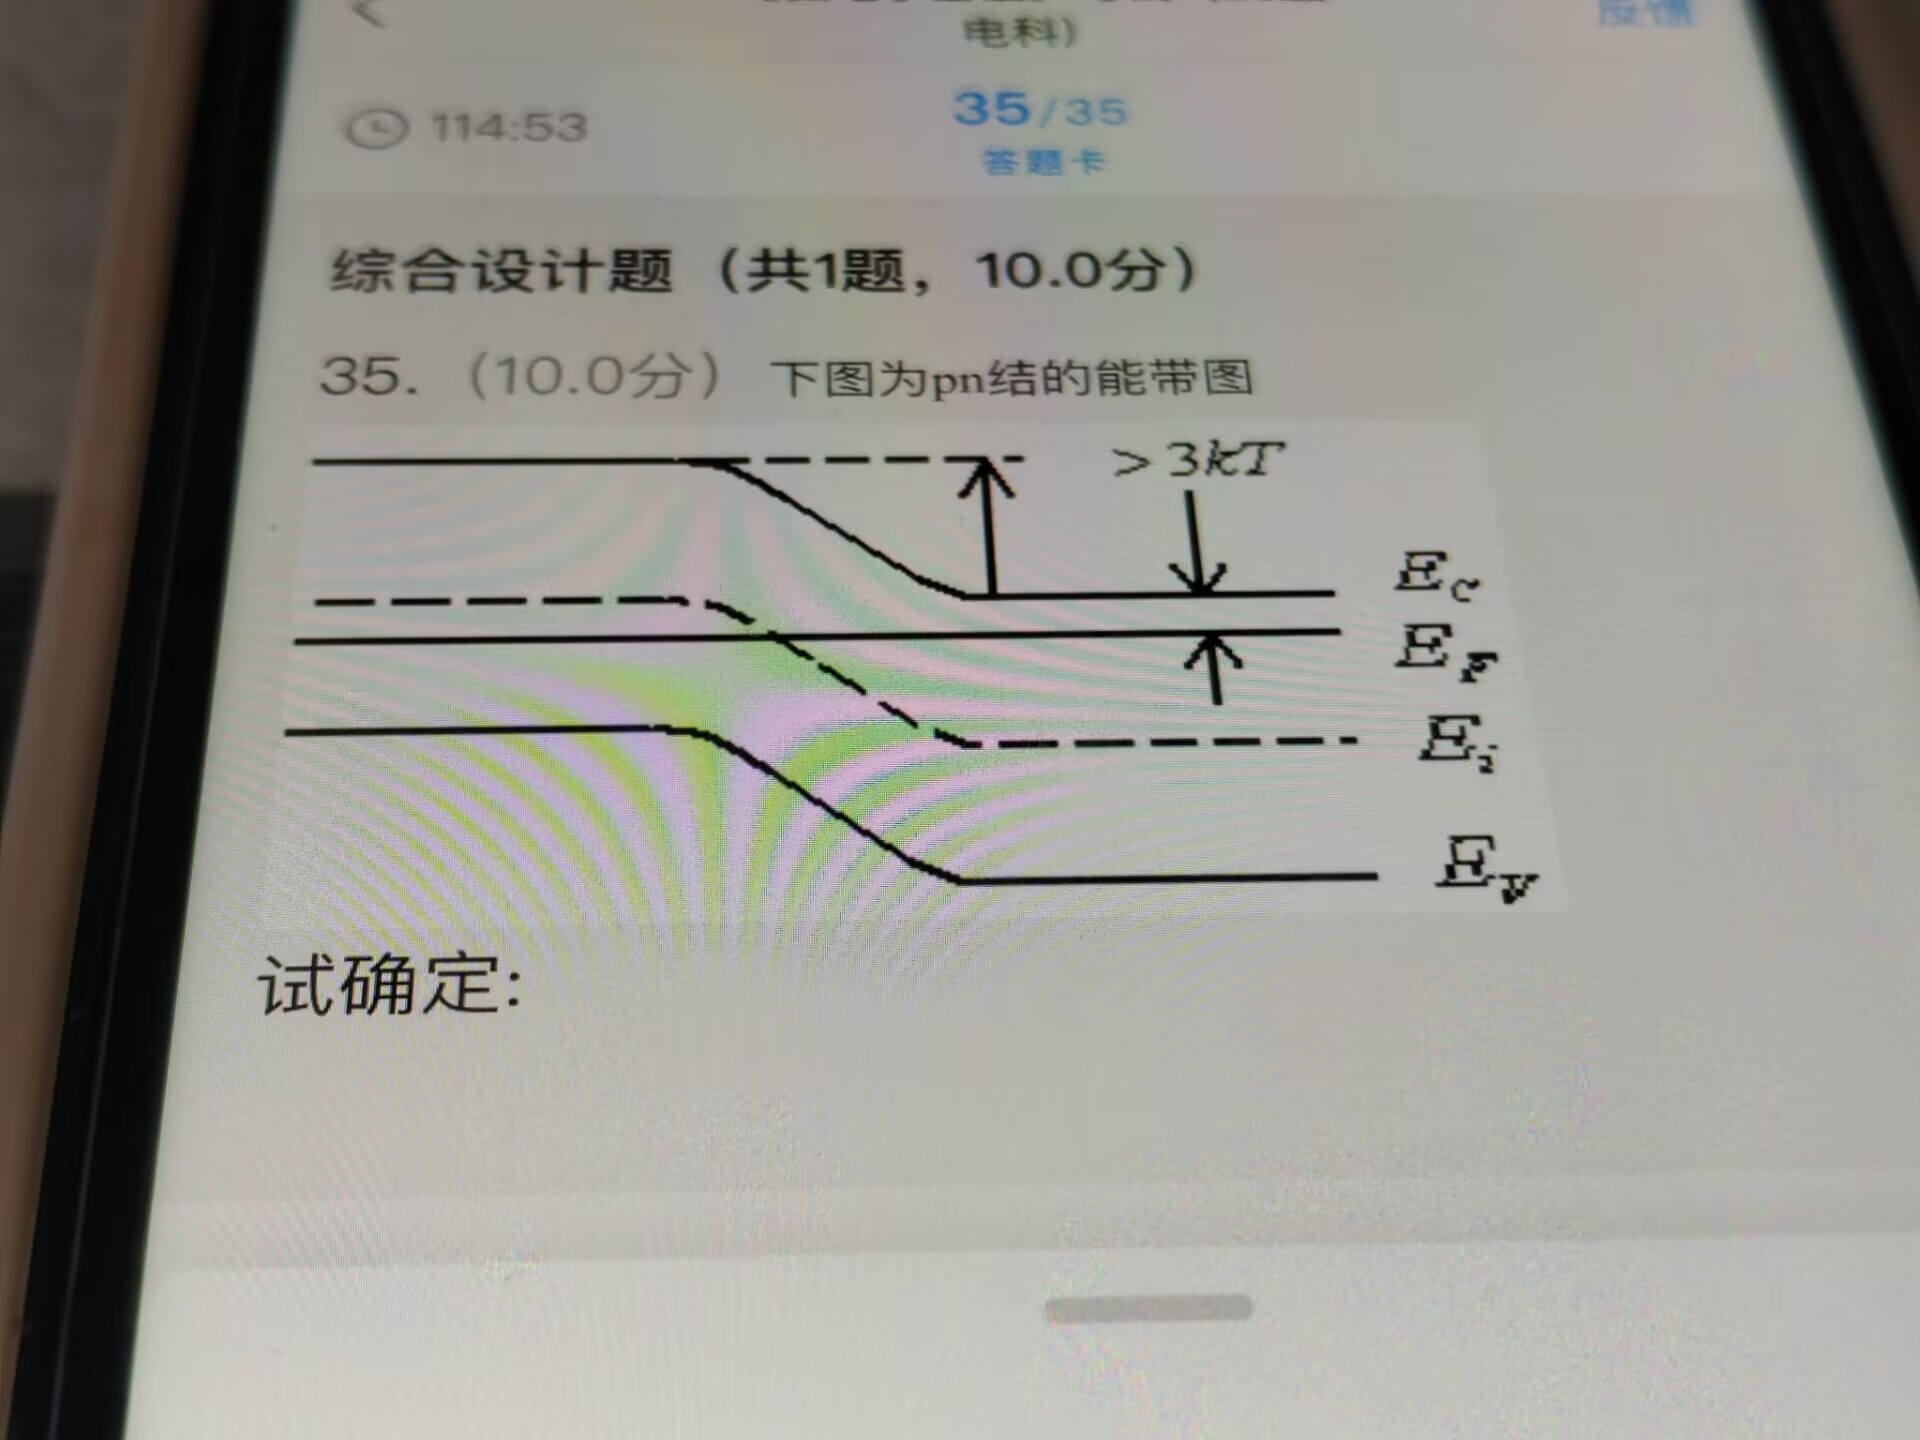 电科）
反馈
114:53
35/35
答题卡
综合设计题（共1题，10.0分）
35.（10.0分）下图为pn结的能带图
>3kT
E_c
E_i
E_v
试确定: